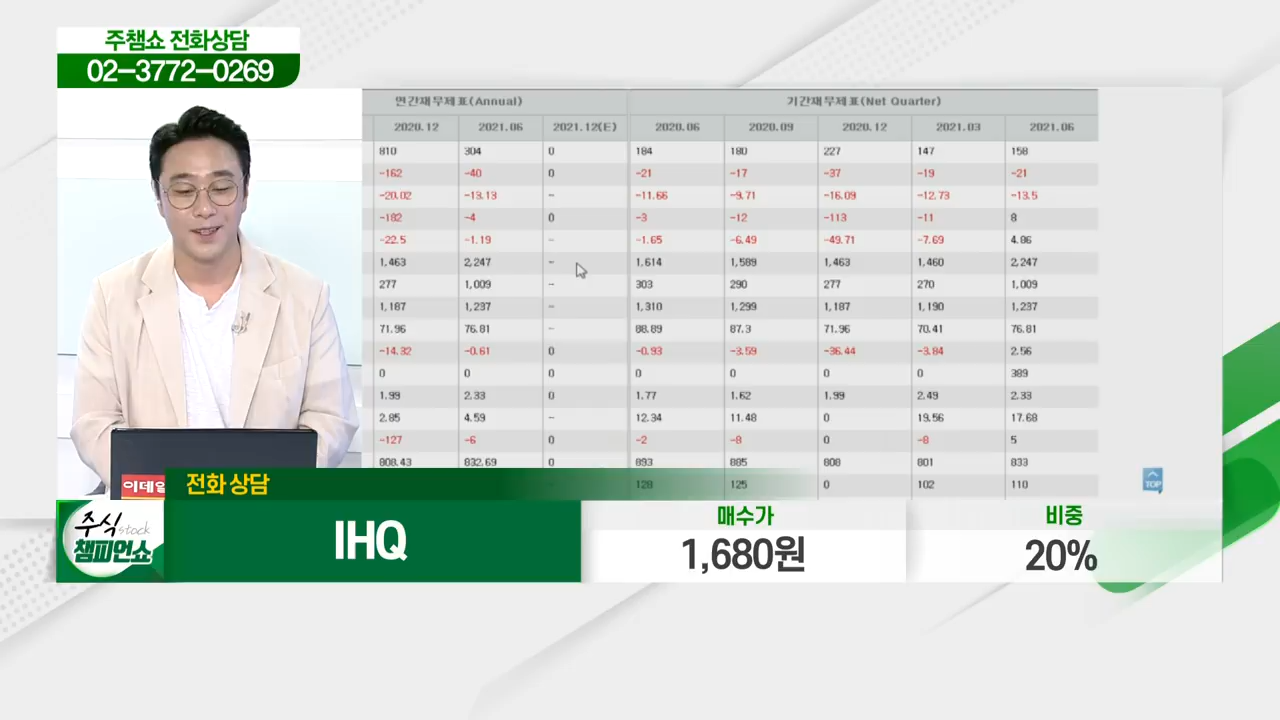 주챔쇼 전화상담
02-3772-0269
연간재무제표(Annual) 기간재무제표(Net Quarter)
2020.12 2021.06 2021.12(E) 2020.06 2020.09 2020.12 2021.03 2021.06
810 304 0 184 180 227 147 158
-162 -40 0 -21 -17 -37 -19 -21
-20.02 -13.13 - -11.66 -9.71 -16.09 -12.73 -13.5
-182 -4 0 -3 -12 -113 -11 8
-22.5 -1.19 - -1.65 -6.49 -49.71 -7.69 4.86
1,463 2,247 - 1,614 1,589 1,463 1,460 2,247
277 1,009 - 303 290 277 270 1,009
1,187 1,237 - 1,310 1,299 1,187 1,190 1,237
71.96 76.81 - 88.89 87.3 71.96 70.41 76.81
-14.32 -0.61 0 -0.93 -3.59 -36.44 -3.84 2.56
0 0 0 0 0 0 0 389
1.99 2.33 0 1.77 1.62 1.99 2.49 2.33
2.85 4.59 - 12.34 11.48 0 19.56 17.68
-127 -6 0 -2 -8 0 -8 5
808.43 832.69 0 893 885 808 801 833
- 128 125 0 102 110
TOP
이데일
전화 상담
주식 stock
챔피언쇼
IHQ
매수가
1,680원
비중
20%